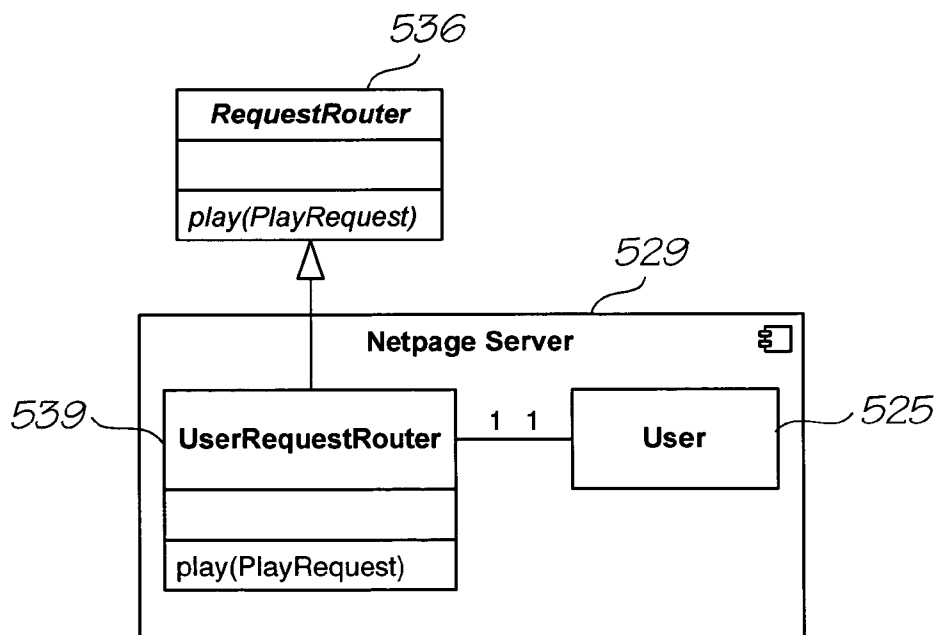 536
RequestRouter
play(PlayRequest)
529
Netpage Server
539
UserRequestRouter
1 1
User
525
play(PlayRequest)